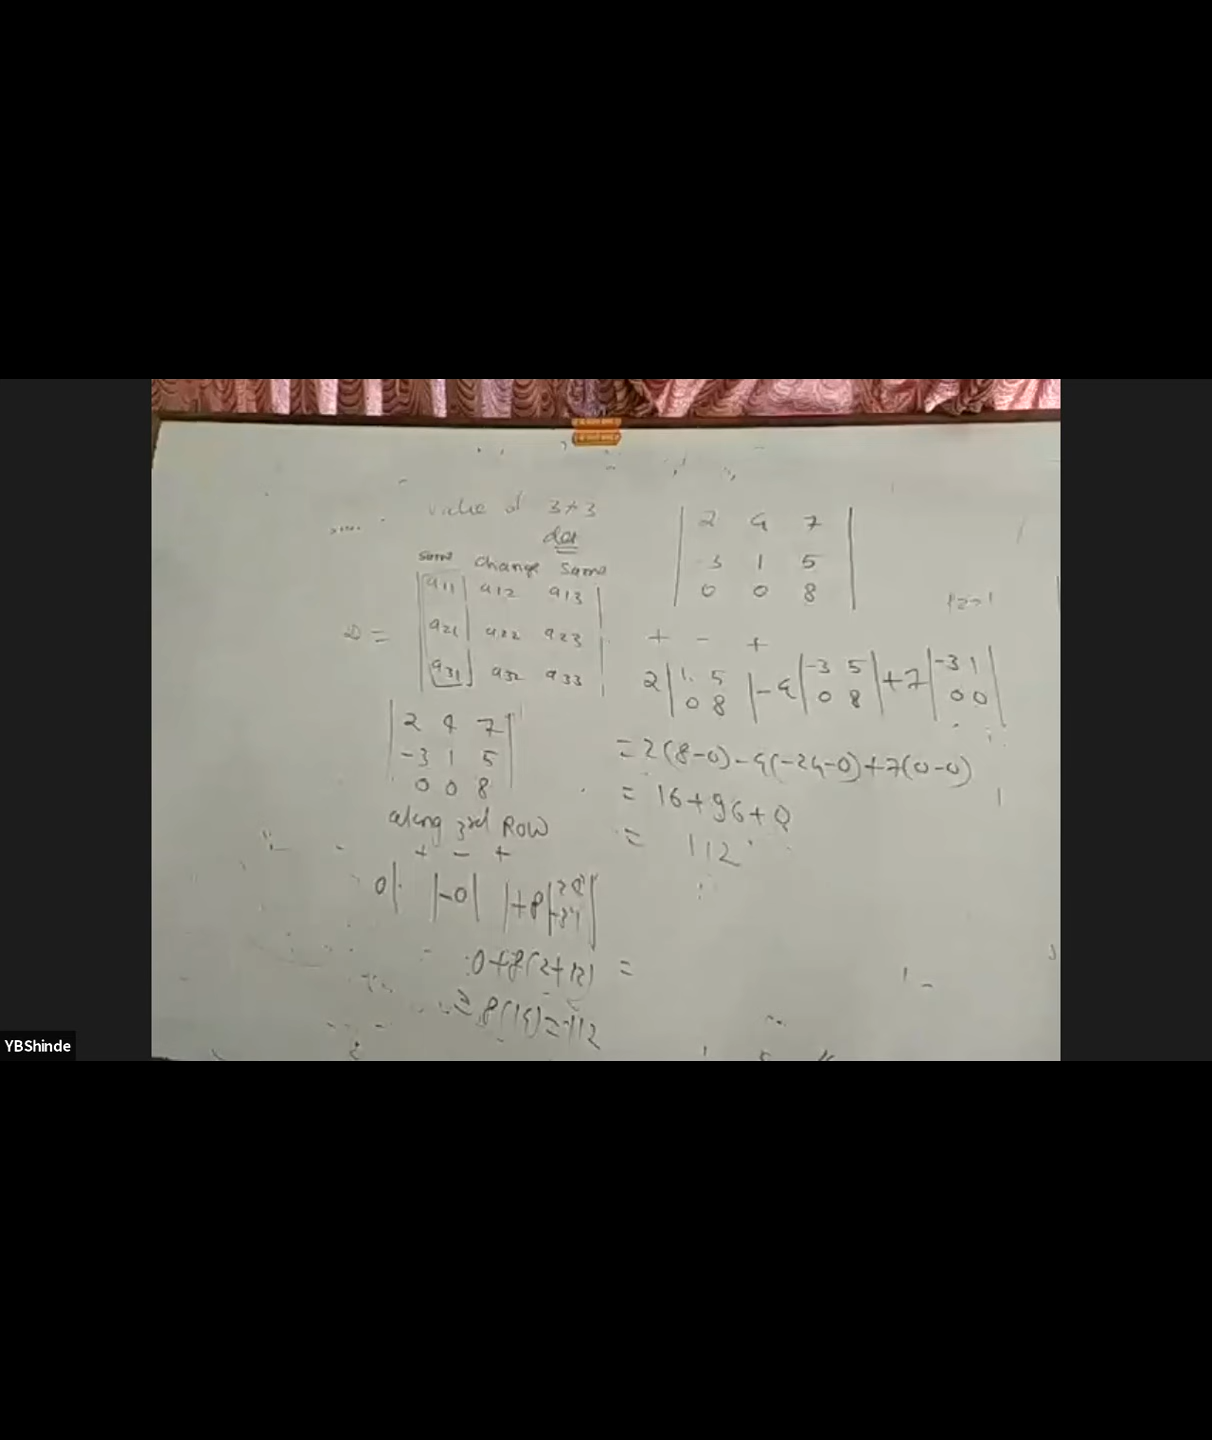 value of 3×3
det
same change same
D = | a11 a12 a13 |
| a21 a22 a23 |
| a31 a32 a33 |
| 2 4 7 |
| -3 1 5 |
| 0 0 8 |
along 3rd ROW
+ - +
0| |-0| |+8| 2 4 |
| -3 1 |
0+8(2+12) =
= 8(14)=112
| 2 4 7 |
| -3 1 5 |
| 0 0 8 |
+ - +
2| 1 5 |-4| -3 5 |+7| -3 1 |
| 0 8 | | 0 8 | | 0 0 |
=2(8-0)-4(-24-0)+7(0-0)
= 16+96+0
= 112
YBShinde